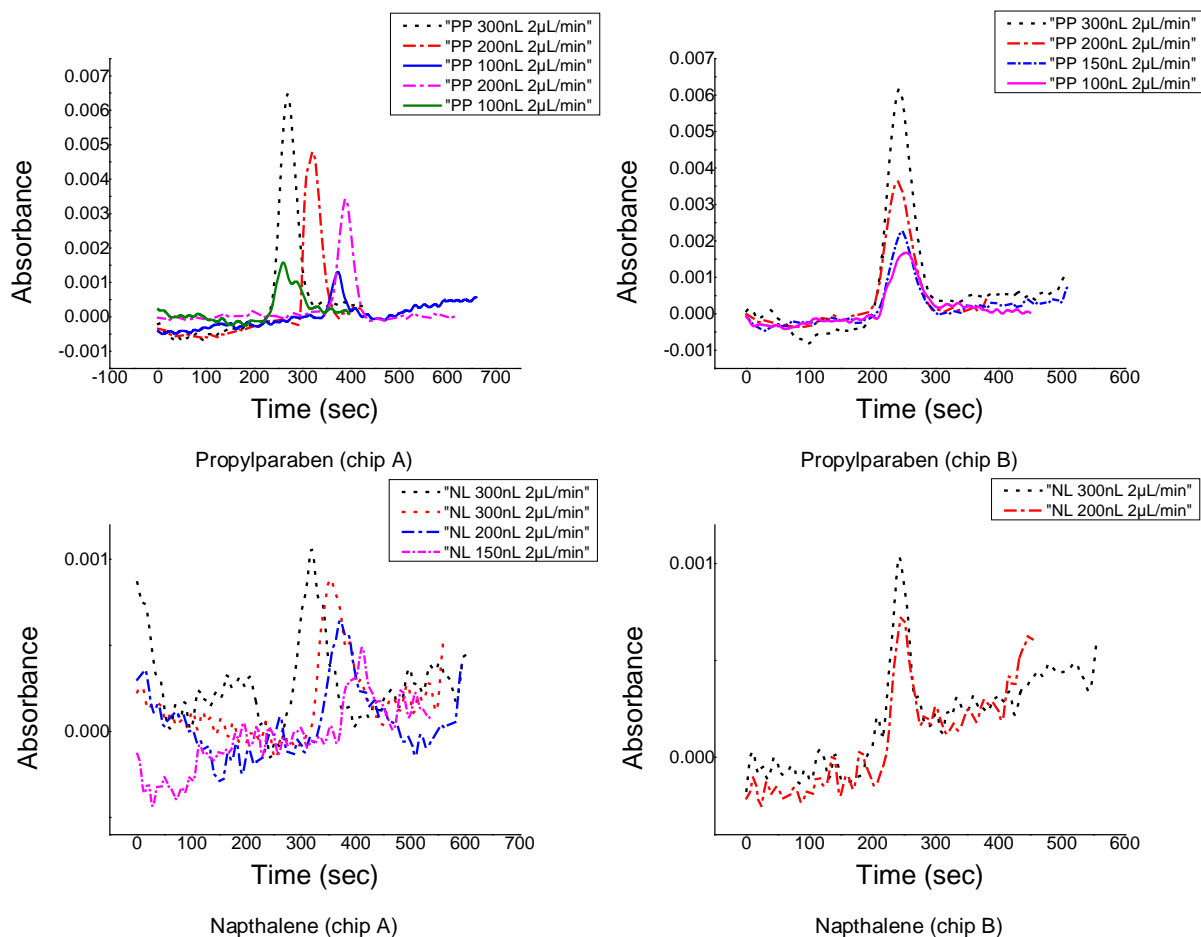 "PP 300nL 2µL/min"
"PP 200nL 2µL/min"
"PP 100nL 2µL/min"
"PP 200nL 2µL/min"
"PP 100nL 2µL/min"
0.007
0.006
0.005
0.004
0.003
0.002
0.001
0.000
-0.001
Absorbance
-100 0 100 200 300 400 500 600 700
Time (sec)
Propylparaben (chip A)
"PP 300nL 2µL/min"
"PP 200nL 2µL/min"
"PP 150nL 2µL/min"
"PP 100nL 2µL/min"
0.007
0.006
0.005
0.004
0.003
0.002
0.001
0.000
-0.001
Absorbance
0 100 200 300 400 500 600
Time (sec)
Propylparaben (chip B)
"NL 300nL 2µL/min"
"NL 300nL 2µL/min"
"NL 200nL 2µL/min"
"NL 150nL 2µL/min"
0.001
0.000
Absorbance
0 100 200 300 400 500 600 700
Time (sec)
Napthalene (chip A)
"NL 300nL 2µL/min"
"NL 200nL 2µL/min"
0.001
0.000
Absorbance
0 100 200 300 400 500 600
Time (sec)
Napthalene (chip B)